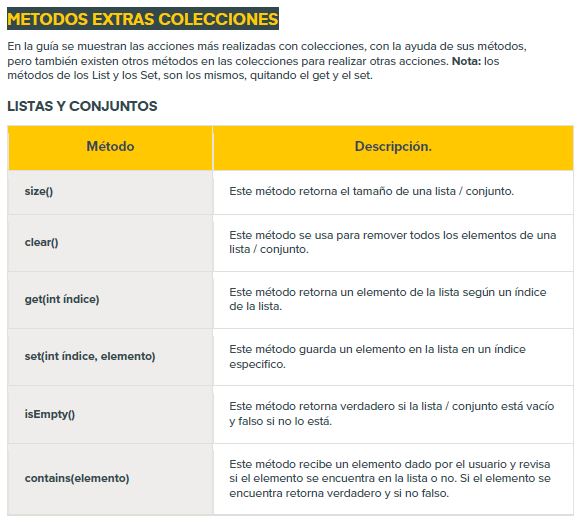 METODOS EXTRAS COLECCIONES
En la guía se muestran las acciones más realizadas con colecciones, con la ayuda de sus métodos,
pero también existen otros métodos en las colecciones para realizar otras acciones. Nota: los
métodos de los List y los Set, son los mismos, quitando el get y el set.
LISTAS Y CONJUNTOS
Método
Descripción.
size()
Este método retorna el tamaño de una lista / conjunto.
clear()
Este método se usa para remover todos los elementos de una
lista / conjunto.
get(int índice)
Este método retorna un elemento de la lista según un índice
de la lista.
set(int índice, elemento)
Este método guarda un elemento en la lista en un índice
especifico.
isEmpty()
Este método retorna verdadero si la lista / conjunto está vacío
y falso si no lo está.
contains(elemento)
Este método recibe un elemento dado por el usuario y revisa
si el elemento se encuentra en la lista o no. Si el elemento se
encuentra retorna verdadero y si no falso.